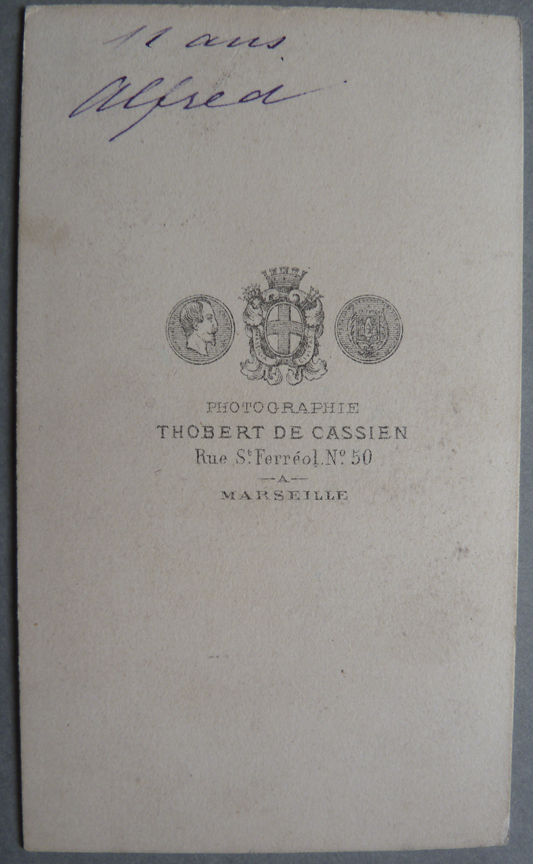 11 ans
Alfred
PHOTOGRAPHIE
THOBERT DE CASSIEN
Rue St Ferréol. No 50
—A—
MARSEILLE